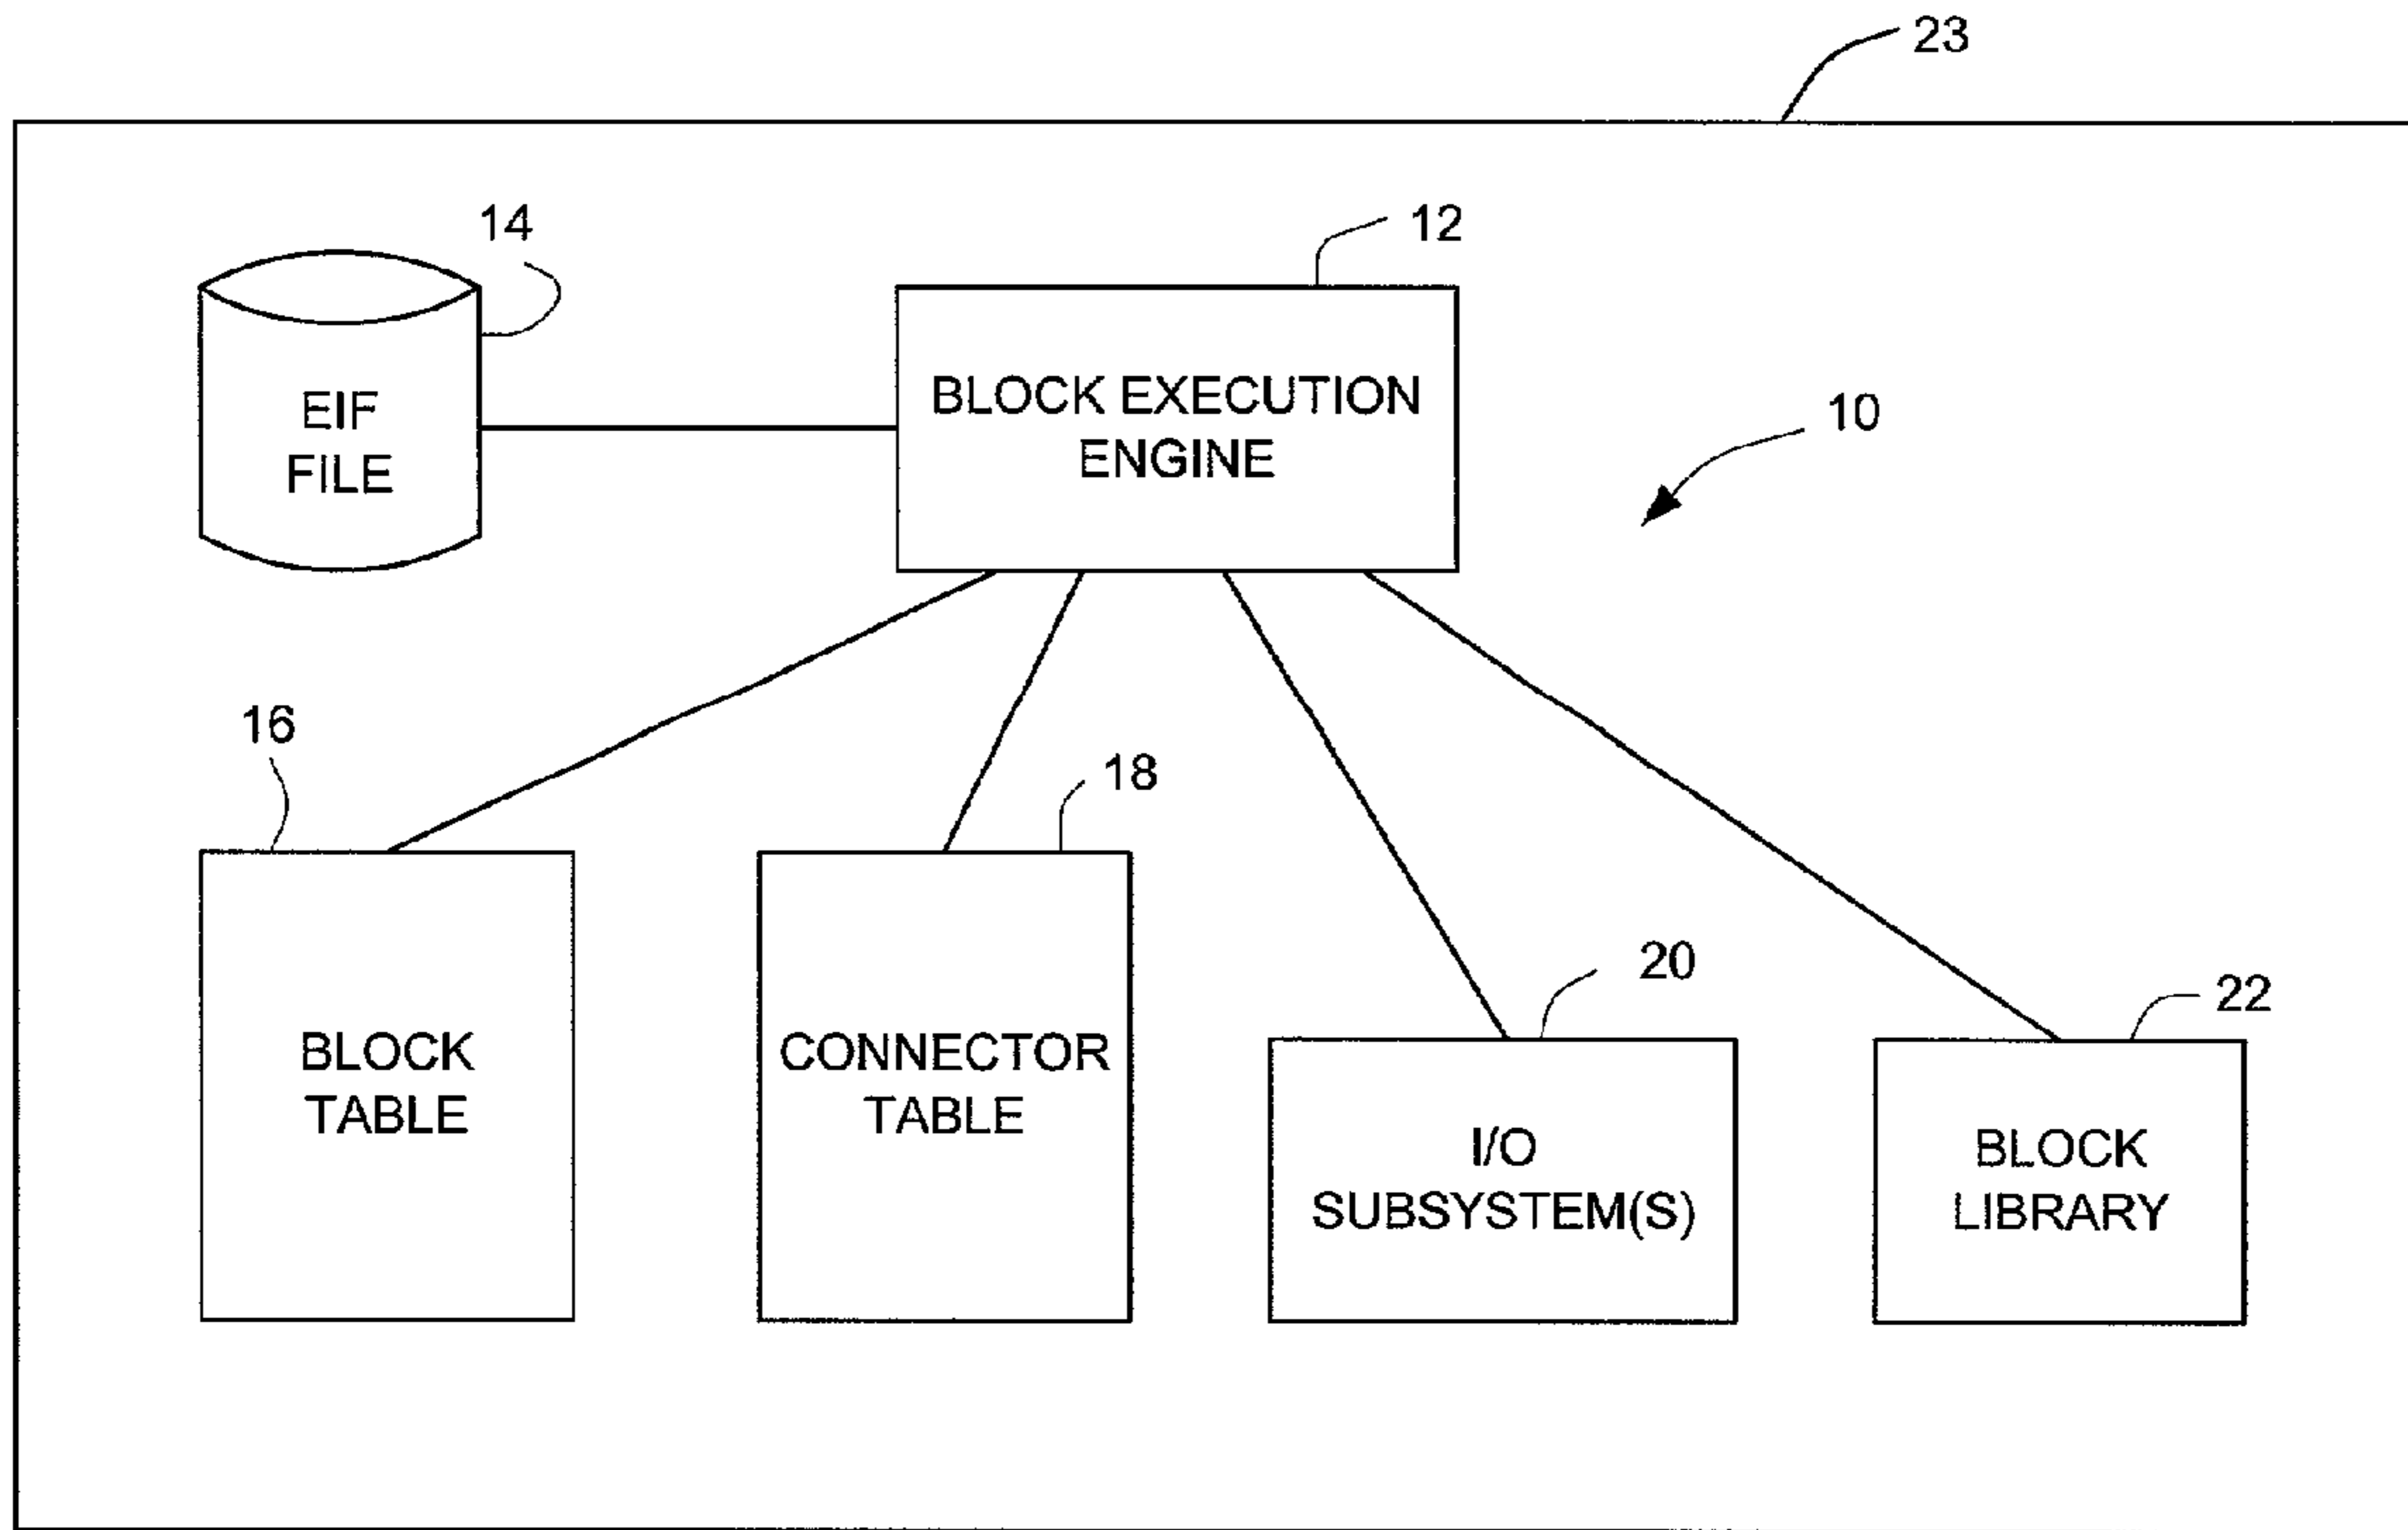 23
14
12
EIF
FILE
BLOCK EXECUTION
ENGINE
10
16
18
20
22
BLOCK
TABLE
CONNECTOR
TABLE
I/O
SUBSYSTEM(S)
BLOCK
LIBRARY